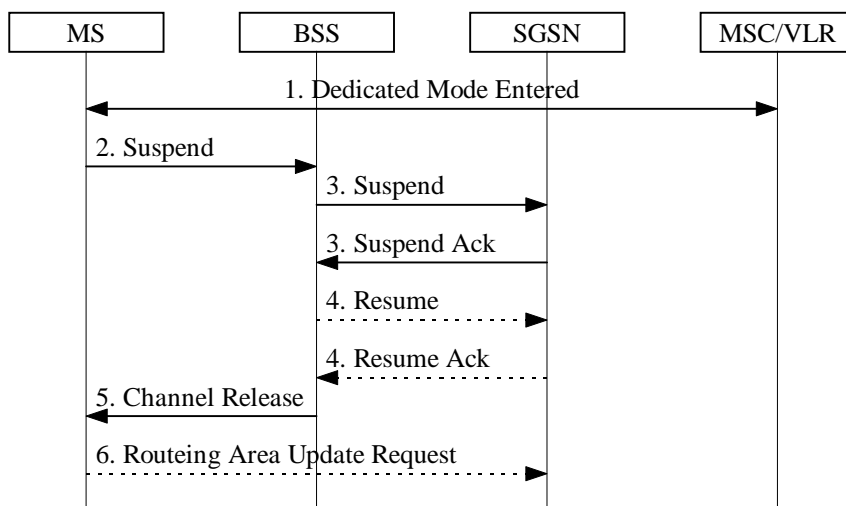 MS BSS SGSN MSC/VLR
1. Dedicated Mode Entered
2. Suspend
3. Suspend
3. Suspend Ack
4. Resume
4. Resume Ack
5. Channel Release
6. Routeing Area Update Request